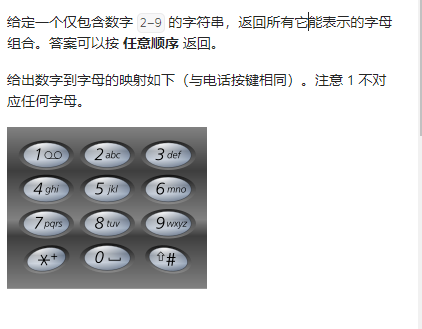 给定一个仅包含数字 2-9 的字符串，返回所有它能表示的字母
组合。答案可以按 任意顺序 返回。
给出数字到字母的映射如下（与电话按键相同）。注意 1 不对
应任何字母。
1 2 abc 3 def
4 ghi 5 jkl 6 mno
7 pqrs 8 tuv 9 wxyz
*+ 0 ⇧#